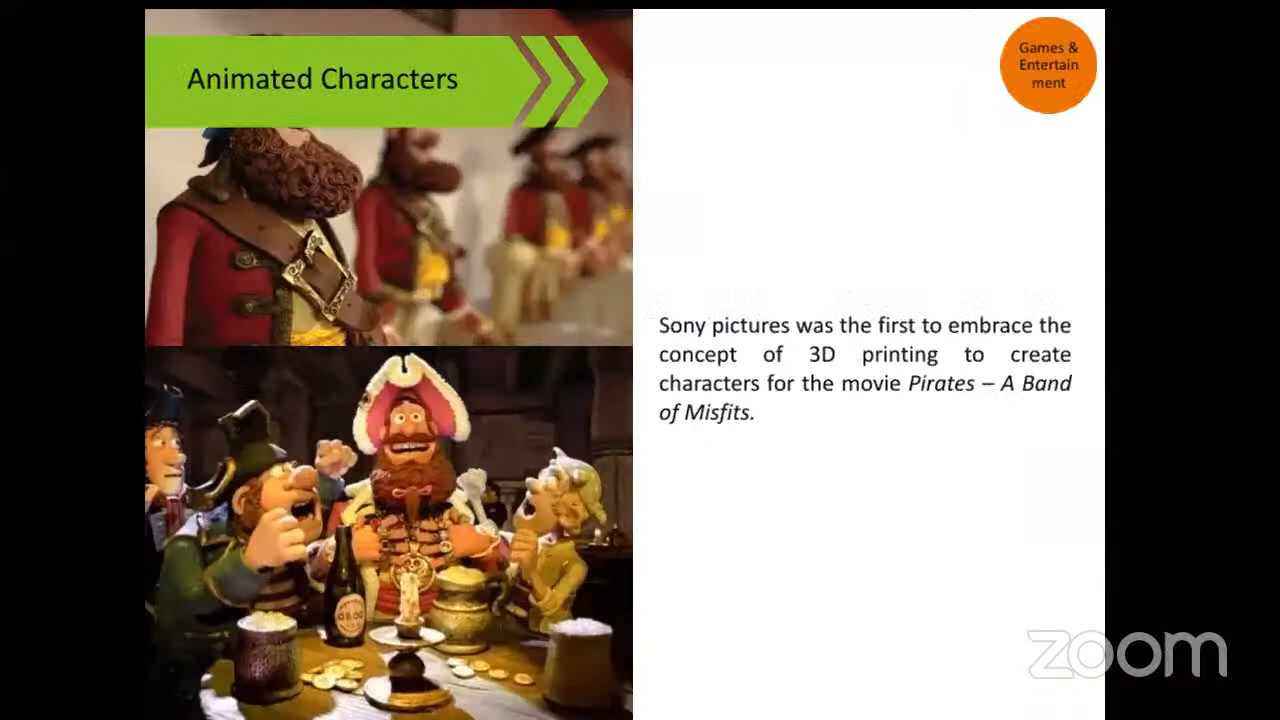 Animated Characters
Games &
Entertain
ment
Sony pictures was the first to embrace the
concept of 3D printing to create
characters for the movie Pirates – A Band
of Misfits.
zoom